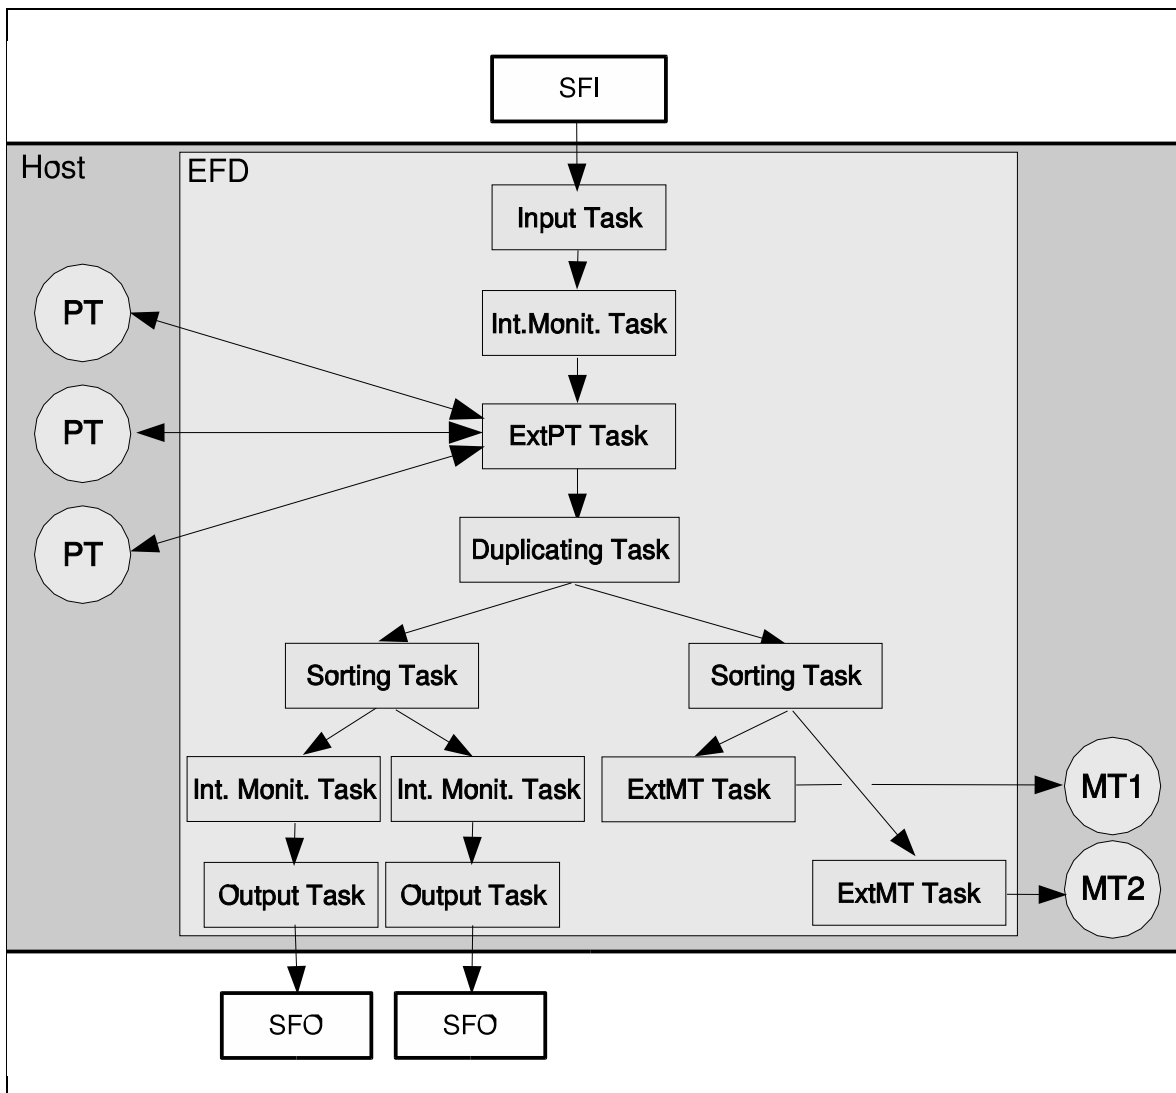 SFI
Host
EFD
Input Task
PT
Int.Monit. Task
PT
ExtPT Task
PT
Duplicating Task
Sorting Task
Sorting Task
Int. Monit. Task
Int. Monit. Task
ExtMT Task
MT1
Output Task
Output Task
ExtMT Task
MT2
SFO
SFO